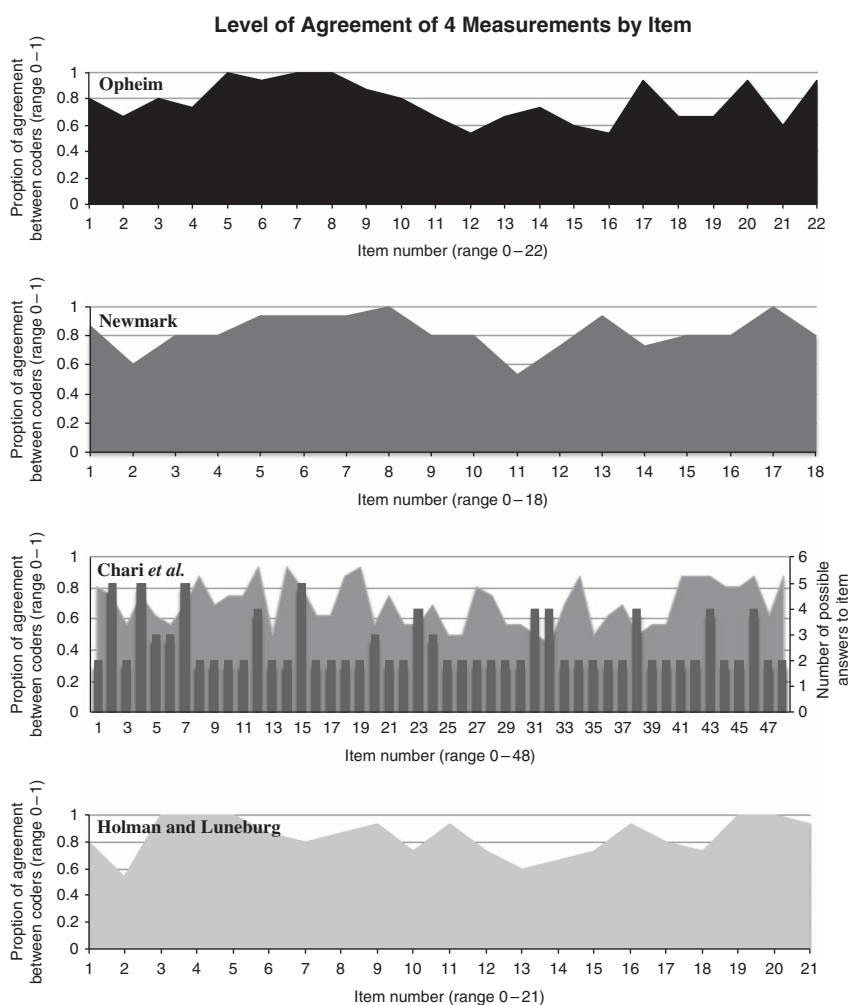 Level of Agreement of 4 Measurements by Item
Proption of agreement
between coders (range 0–1)
1
0.8
0.6
0.4
0.2
0
Opheim
1 2 3 4 5 6 7 8 9 10 11 12 13 14 15 16 17 18 19 20 21 22
Item number (range 0–22)
Proption of agreement
between coders (range 0–1)
1
0.8
0.6
0.4
0.2
0
Newmark
1 2 3 4 5 6 7 8 9 10 11 12 13 14 15 16 17 18
Item number (range 0–18)
Proption of agreement
between coders (range 0–1)
1
0.8
0.6
0.4
0.2
0
Chari et al.
6
5
4
3
2
1
0
Number of possible
answers to item
1 3 5 7 9 11 13 15 17 19 21 23 25 27 29 31 33 35 37 39 41 43 45 47
Item number (range 0–48)
Proption of agreement
between coders (range 0–1)
1
0.8
0.6
0.4
0.2
0
Holman and Luneburg
1 2 3 4 5 6 7 8 9 10 11 12 13 14 15 16 17 18 19 20 21
Item number (range 0–21)